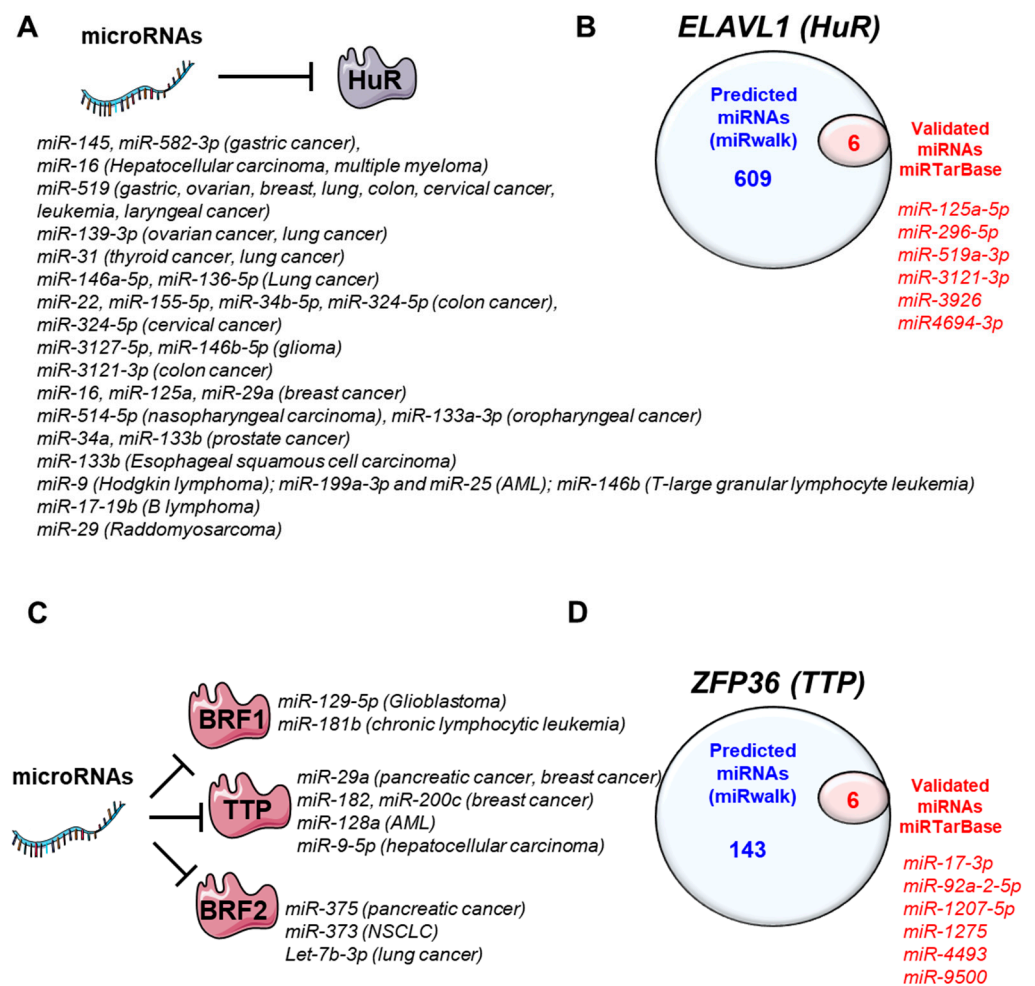 A
microRNAs
HuR
miR-145, miR-582-3p (gastric cancer),
miR-16 (Hepatocellular carcinoma, multiple myeloma)
miR-519 (gastric, ovarian, breast, lung, colon, cervical cancer,
leukemia, laryngeal cancer)
miR-139-3p (ovarian cancer, lung cancer)
miR-31 (thyroid cancer, lung cancer)
miR-146a-5p, miR-136-5p (Lung cancer)
miR-22, miR-155-5p, miR-34b-5p, miR-324-5p (colon cancer),
miR-324-5p (cervical cancer)
miR-3127-5p, miR-146b-5p (glioma)
miR-3121-3p (colon cancer)
miR-16, miR-125a, miR-29a (breast cancer)
miR-514-5p (nasopharyngeal carcinoma), miR-133a-3p (oropharyngeal cancer)
miR-34a, miR-133b (prostate cancer)
miR-133b (Esophageal squamous cell carcinoma)
miR-9 (Hodgkin lymphoma); miR-199a-3p and miR-25 (AML); miR-146b (T-large granular lymphocyte leukemia)
miR-17-19b (B lymphoma)
miR-29 (Raddomyosarcoma)
B
ELAVL1 (HuR)
Predicted
miRNAs
(miRwalk)
609
6
Validated
miRNAs
miRTarBase
miR-125a-5p
miR-296-5p
miR-519a-3p
miR-3121-3p
miR-3926
miR4694-3p
C
microRNAs
BRF1
miR-129-5p (Glioblastoma)
miR-181b (chronic lymphocytic leukemia)
TTP
miR-29a (pancreatic cancer, breast cancer)
miR-182, miR-200c (breast cancer)
miR-128a (AML)
miR-9-5p (hepatocellular carcinoma)
BRF2
miR-375 (pancreatic cancer)
miR-373 (NSCLC)
Let-7b-3p (lung cancer)
D
ZFP36 (TTP)
Predicted
miRNAs
(miRwalk)
143
6
Validated
miRNAs
miRTarBase
miR-17-3p
miR-92a-2-5p
miR-1207-5p
miR-1275
miR-4493
miR-9500